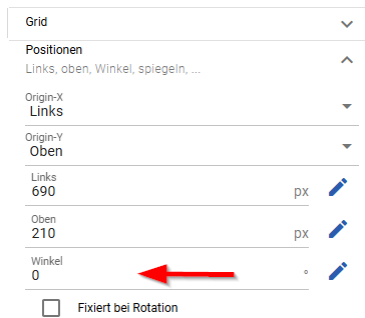 Grid
Positionen
Links, oben, Winkel, spiegeln, ...
Origin-X
Links
Origin-Y
Oben
Links
690 px
Oben
210 px
Winkel
0 °
Fixiert bei Rotation